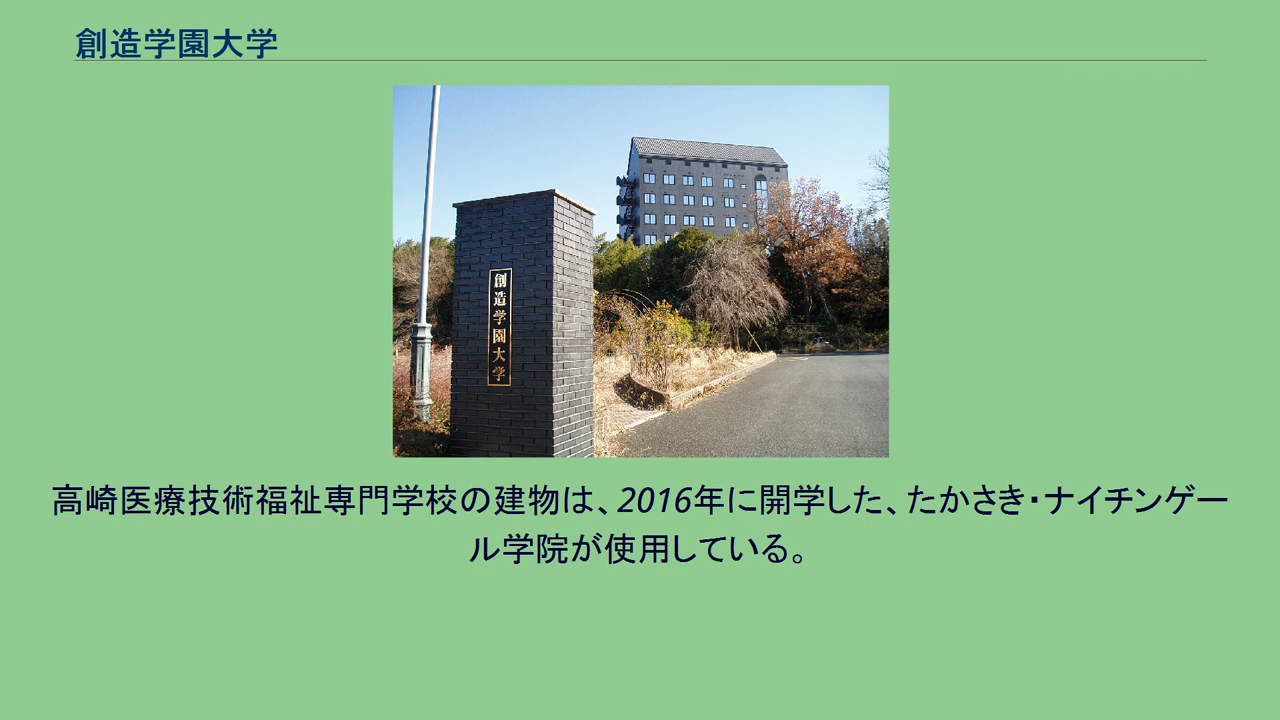 創造学園大学
創造学園大学
高崎医療技術福祉専門学校の建物は、2016年に開学した、たかさき・ナイチンゲー
ル学院が使用している。